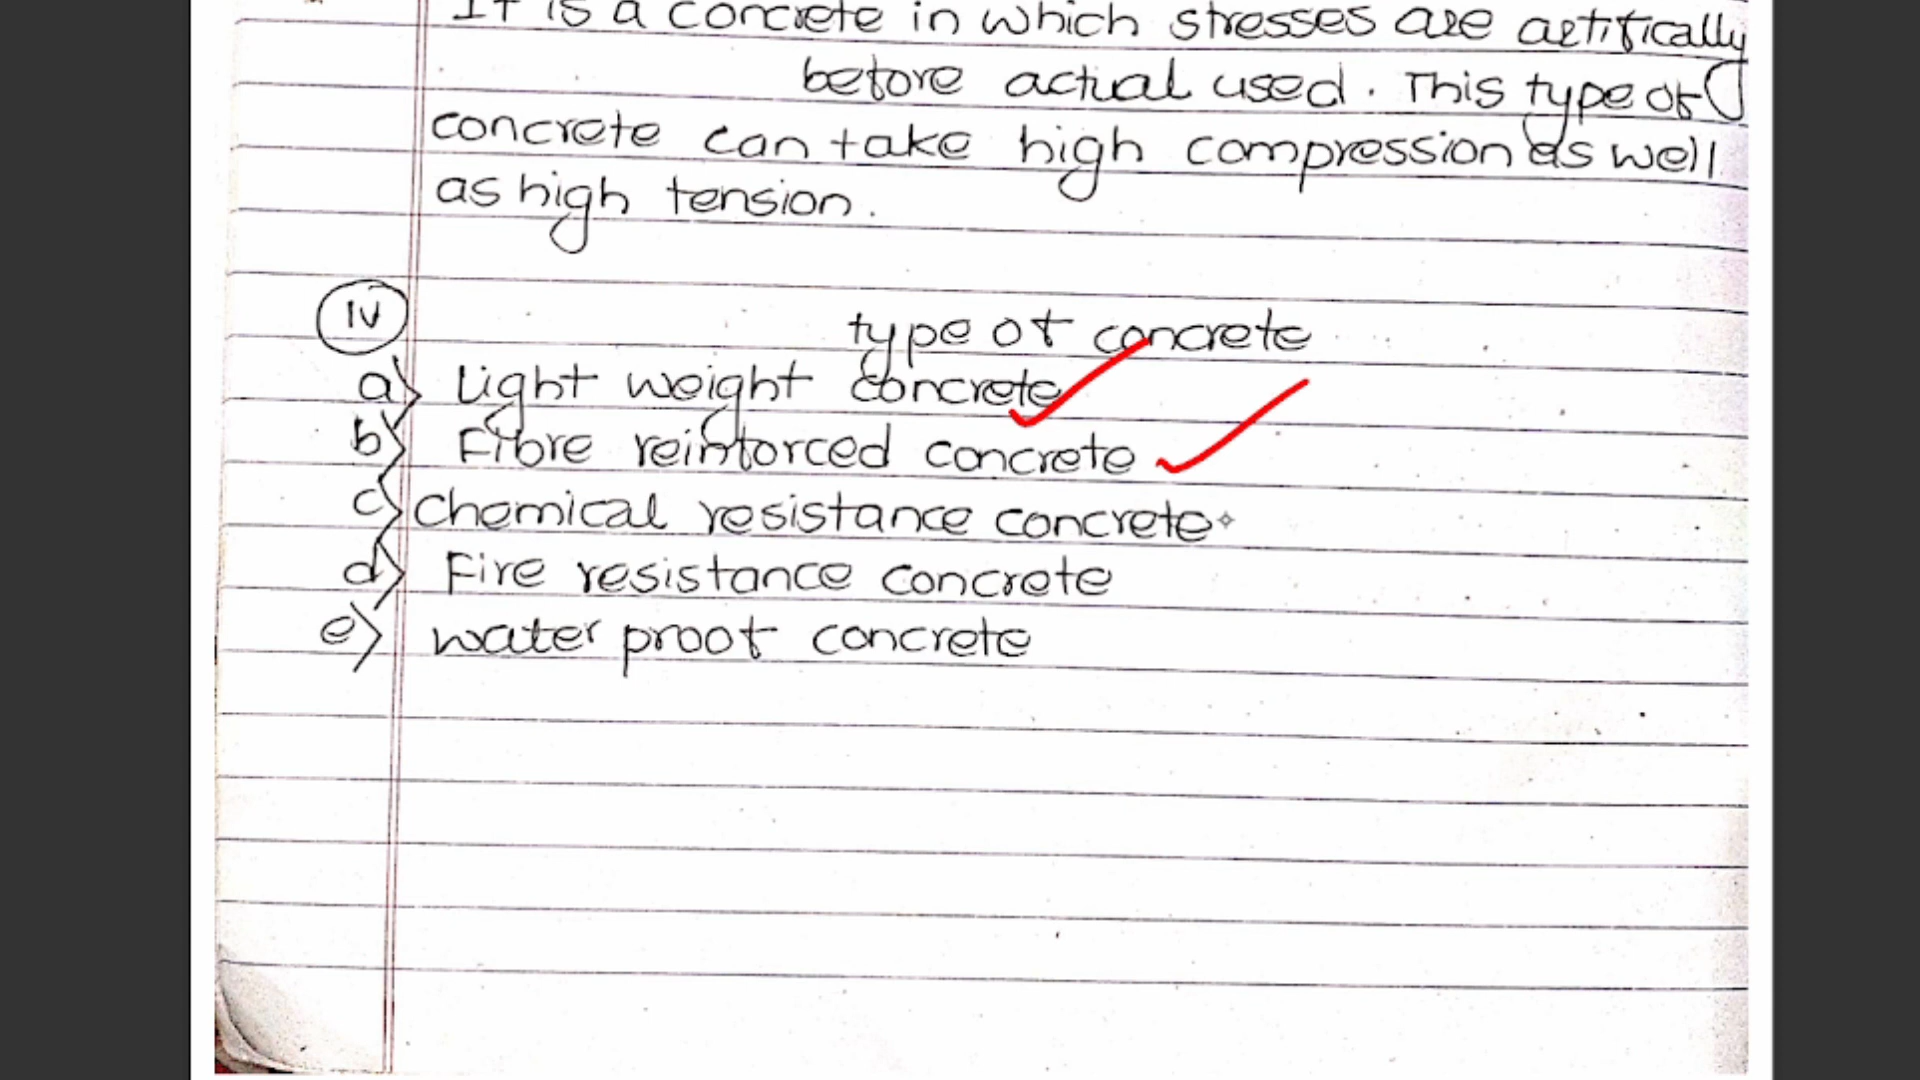 It is a concrete in which stresses are artifically
before actual used. This type of
concrete can take high compression as well
as high tension.
iv
type of concrete
a) Light weight concrete
b) Fibre reinforced concrete
c) Chemical resistance concrete
d) Fire resistance concrete
e) water proof concrete